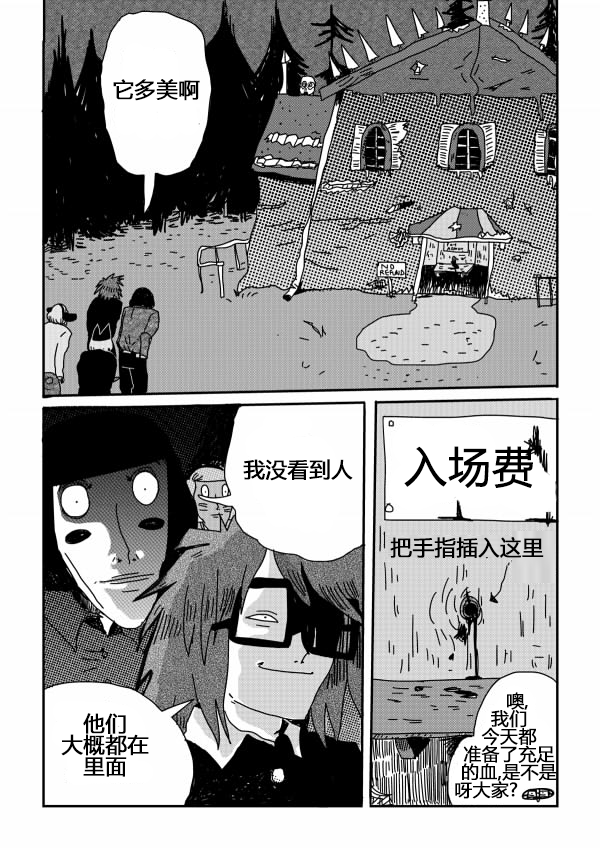 它多美啊
NO
REFUND
我没看到人
他们
大概都在
里面
入场费
把手指插入这里
噢,
我们
今天都
准备了充足
的血,是不是
呀大家?